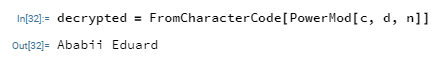 In[32]:= decrypted = FromCharacterCode[PowerMod[c, d, n]]
Out[32]= Ababii Eduard